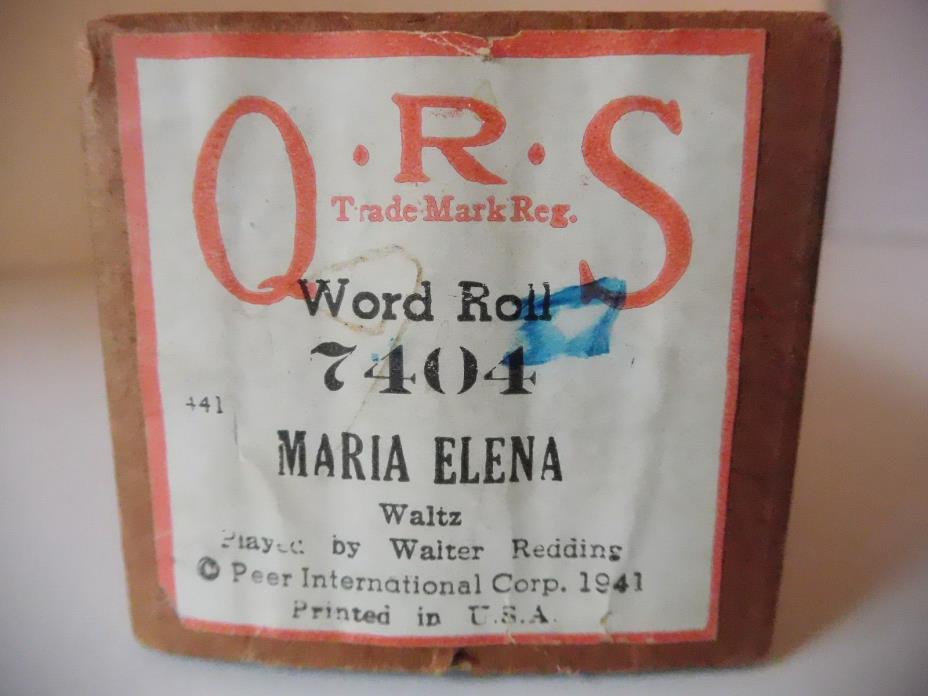 Q·R·S
Trade Mark Reg.
Word Roll
7404
441
MARIA ELENA
Waltz
Played by Walter Redding
© Peer International Corp. 1941
Printed in U.S.A.